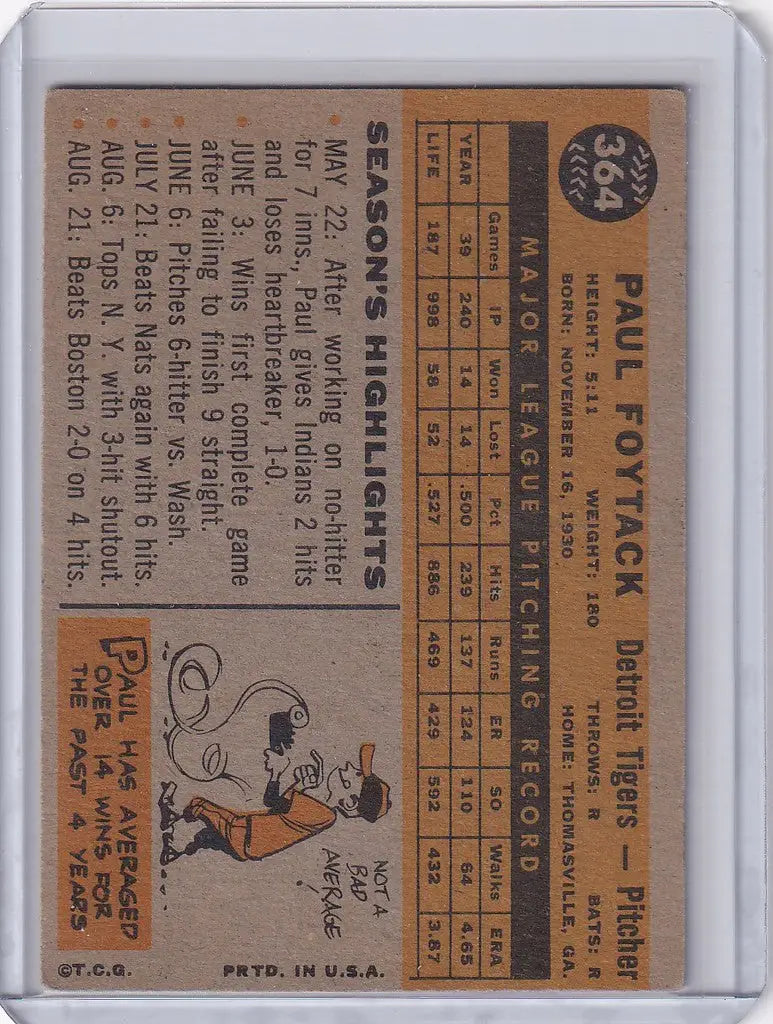 364
PAUL FOYTACK Detroit Tigers — Pitcher
HEIGHT: 5:11 WEIGHT: 180 THROWS: R BATS: R
BORN: NOVEMBER 16, 1930 HOME: THOMASVILLE, GA.
MAJOR LEAGUE PITCHING RECORD
Games IP Won Lost Pct Hits Runs ER SO Walks ERA
YEAR 39 240 14 14 .500 239 137 124 110 64 4.65
LIFE 187 998 58 52 .527 886 469 429 592 432 3.87
SEASON'S HIGHLIGHTS
• MAY 22: After working on no-hitter
for 7 inns., Paul gives Indians 2 hits
and loses heartbreaker, 1-0.
• JUNE 3: Wins first complete game
after failing to finish 9 straight.
• JUNE 6: Pitches 6-hitter vs. Wash.
• JULY 21: Beats Nats again with 6 hits.
• AUG. 6: Tops N. Y. with 3-hit shutout.
• AUG. 21: Beats Boston 2-0 on 4 hits.
NOT A
BAD
AVERAGE!
PAUL HAS AVERAGED
OVER 14 WINS FOR
THE PAST 4 YEARS
©T.C.G. PRTD. IN U.S.A.